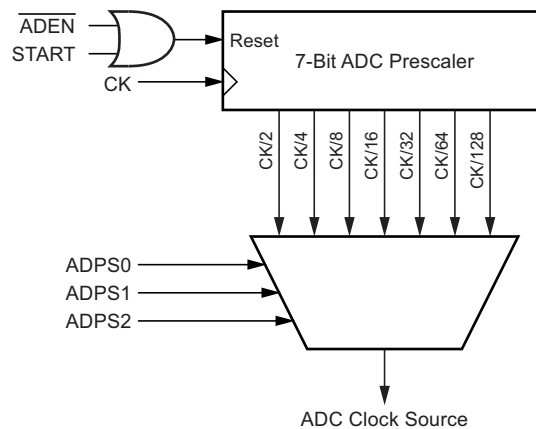 ADEN
START
CK
Reset
7-Bit ADC Prescaler
CK/2
CK/4
CK/8
CK/16
CK/32
CK/64
CK/128
ADPS0
ADPS1
ADPS2
ADC Clock Source